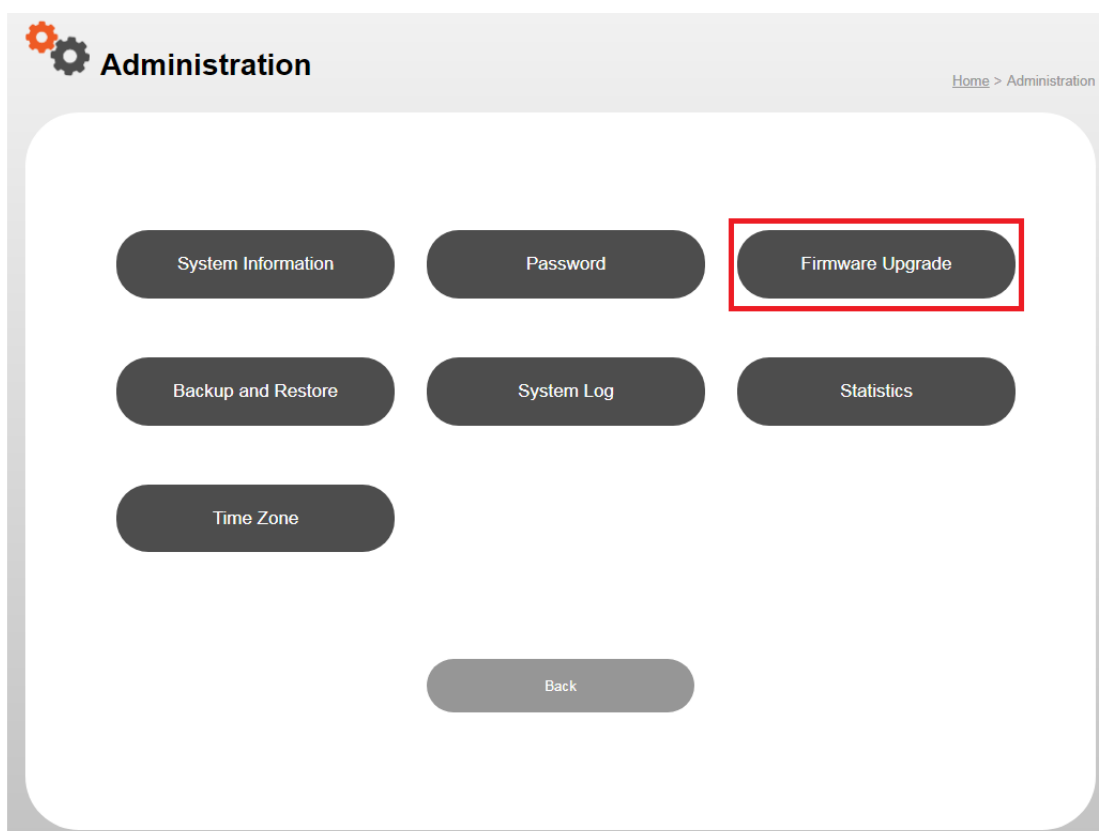 Administration
Home > Administration
System Information
Password
Firmware Upgrade
Backup and Restore
System Log
Statistics
Time Zone
Back